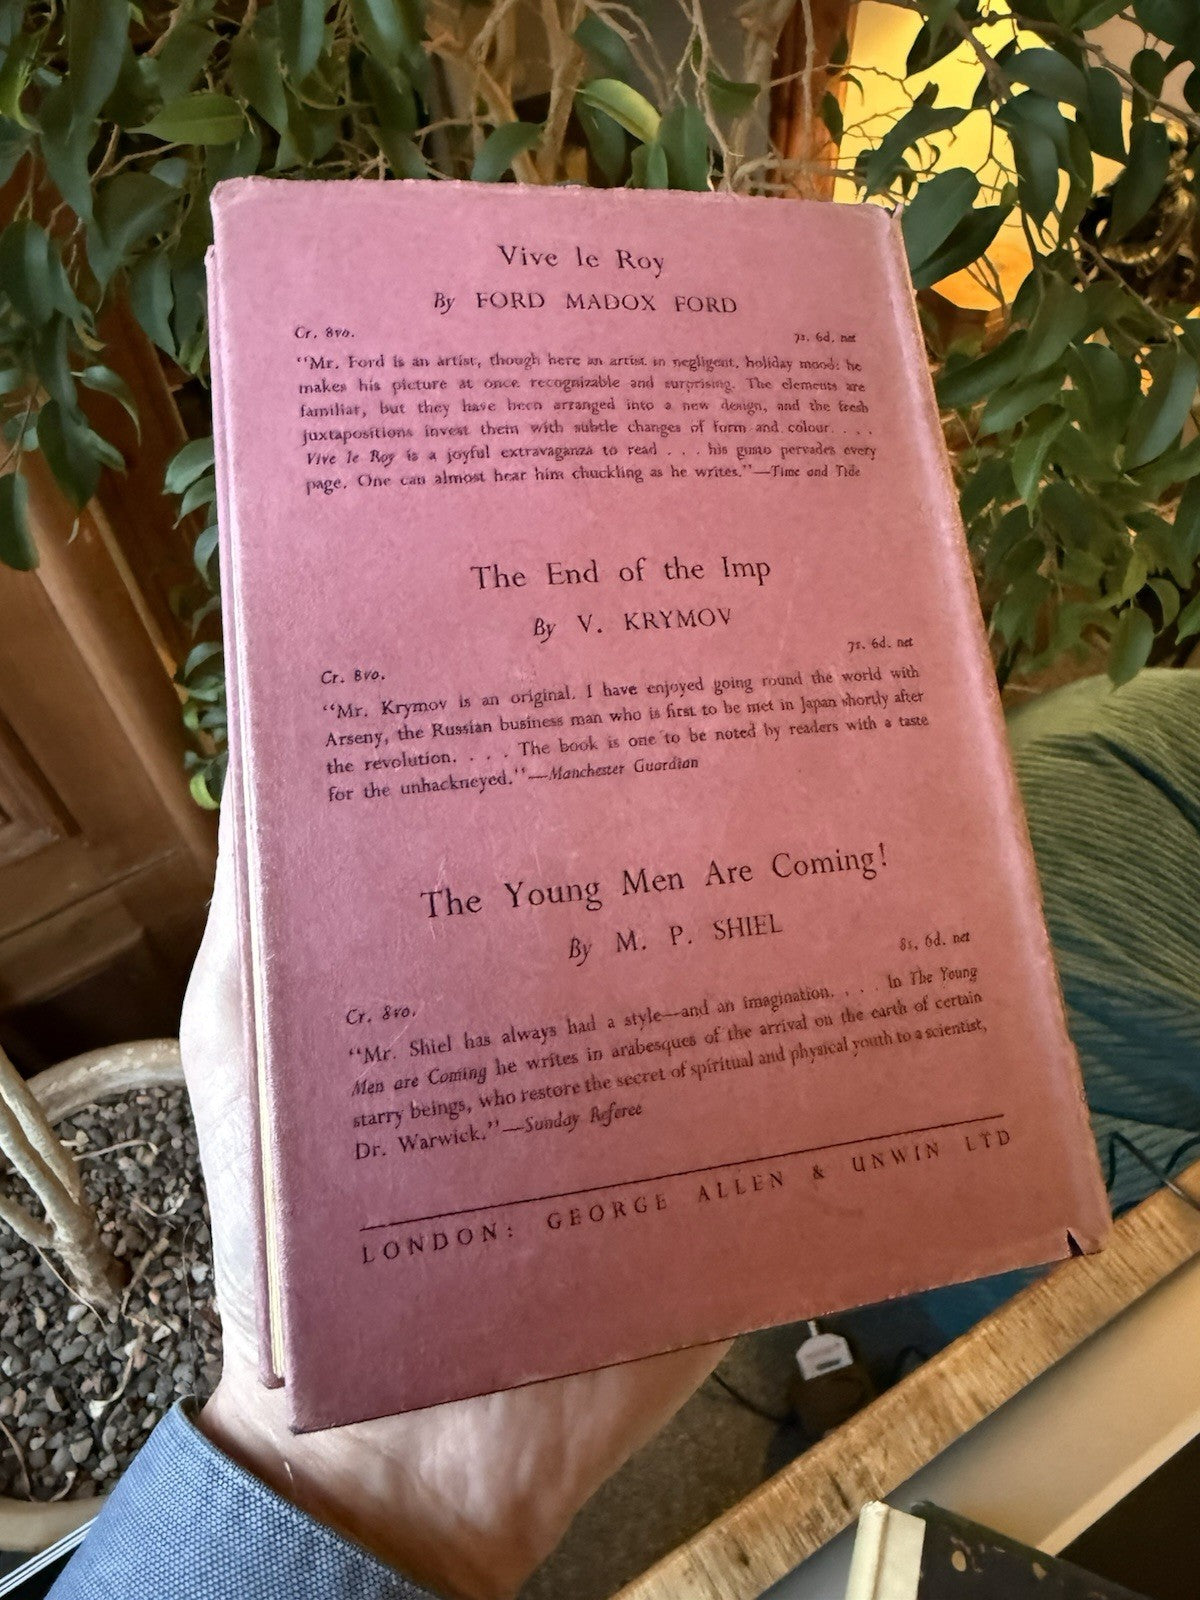 Vive le Roy
By FORD MADOX FORD
Cr. 8vo.
7s. 6d. net
“Mr. Ford is an artist, though here an artist in negligent, holiday mood: he
makes his picture at once recognizable and surprising. The elements are
familiar, but they have been arranged into a new design, and the fresh
juxtapositions invest them with subtle changes of form and colour. . . .
Vive le Roy is a joyful extravaganza to read . . . his gusto pervades every
page. One can almost hear him chuckling as he writes.”—Time and Tide
The End of the Imp
By V. KRYMOV
7s. 6d. net
Cr. 8vo.
“Mr. Krymov is an original. I have enjoyed going round the world with
Arseny, the Russian business man who is first to be met in Japan shortly after
the revolution. . . . The book is one to be noted by readers with a taste
for the unhackneyed.”—Manchester Guardian
The Young Men Are Coming!
By M. P. SHIEL
8s. 6d. net
Cr. 8vo.
“Mr. Shiel has always had a style—and an imagination. . . . In The Young
Men are Coming he writes in arabesques of the arrival on the earth of certain
starry beings, who restore the secret of spiritual and physical youth to a scientist,
Dr. Warwick.”—Sunday Referee
LONDON: GEORGE ALLEN & UNWIN LTD